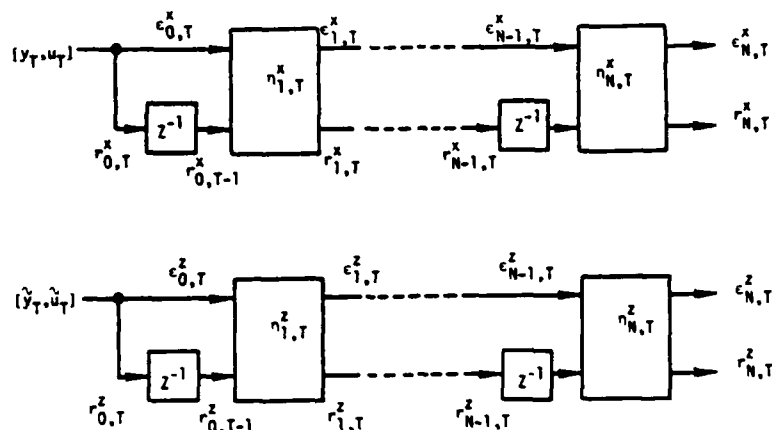 [y_T, u_T] ε^x_{0,T} η^x_{1,T} ε^x_{1,T} ε^x_{N-1,T} η^x_{N,T} ε^x_{N,T}
r^x_{0,T} Z^{-1} r^x_{0,T-1} r^x_{1,T} r^x_{N-1,T} Z^{-1} r^x_{N,T}
[ỹ_T, ũ_T] ε^z_{0,T} η^z_{1,T} ε^z_{1,T} ε^z_{N-1,T} η^z_{N,T} ε^z_{N,T}
r^z_{0,T} Z^{-1} r^z_{0,T-1} r^z_{1,T} r^z_{N-1,T} Z^{-1} r^z_{N,T}